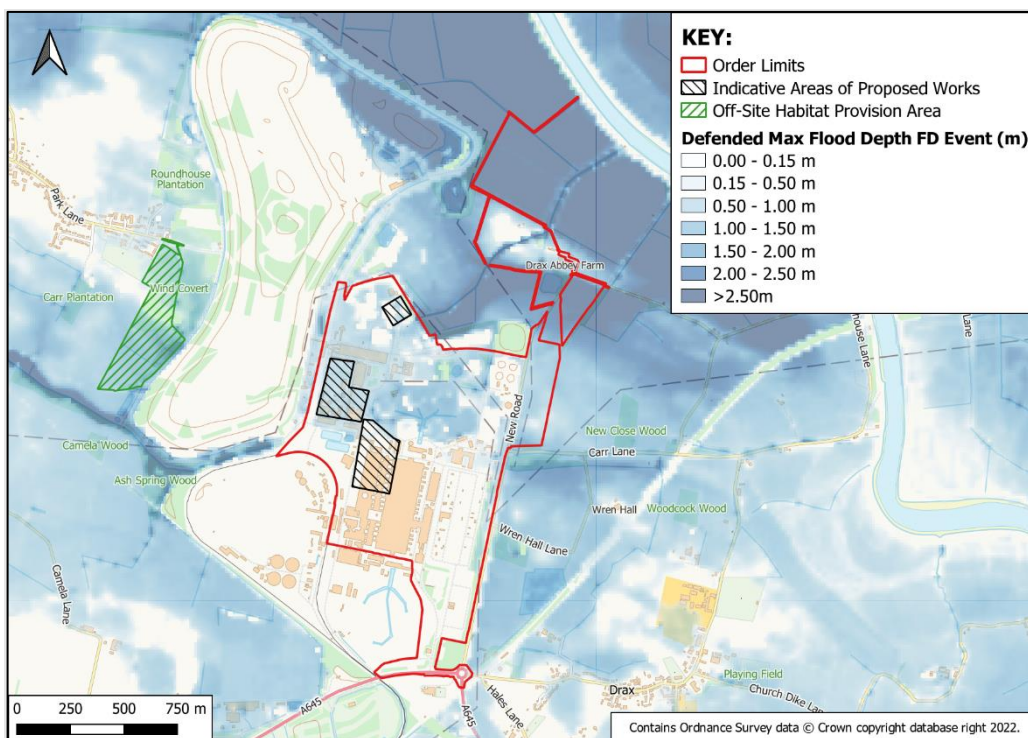 KEY:
Order Limits
Indicative Areas of Proposed Works
Off-Site Habitat Provision Area
Defended Max Flood Depth FD Event (m)
0.00 - 0.15 m
0.15 - 0.50 m
0.50 - 1.00 m
1.00 - 1.50 m
1.50 - 2.00 m
2.00 - 2.50 m
>2.50m
Roundhouse
Plantation
Park Lane
Wind Covert
Carr Plantation
Drax Abbey Farm
New Road
Camela Wood
Ash Spring Wood
New Close Wood
Carr Lane
Wren Hall
Woodcock Wood
Wren Hall Lane
Camela Lane
house Lane
Lane
Playing Field
Drax
Church Dike Lan
Hales Lane
A645
A645
0 250 500 750 m
Contains Ordnance Survey data © Crown copyright database right 2022.